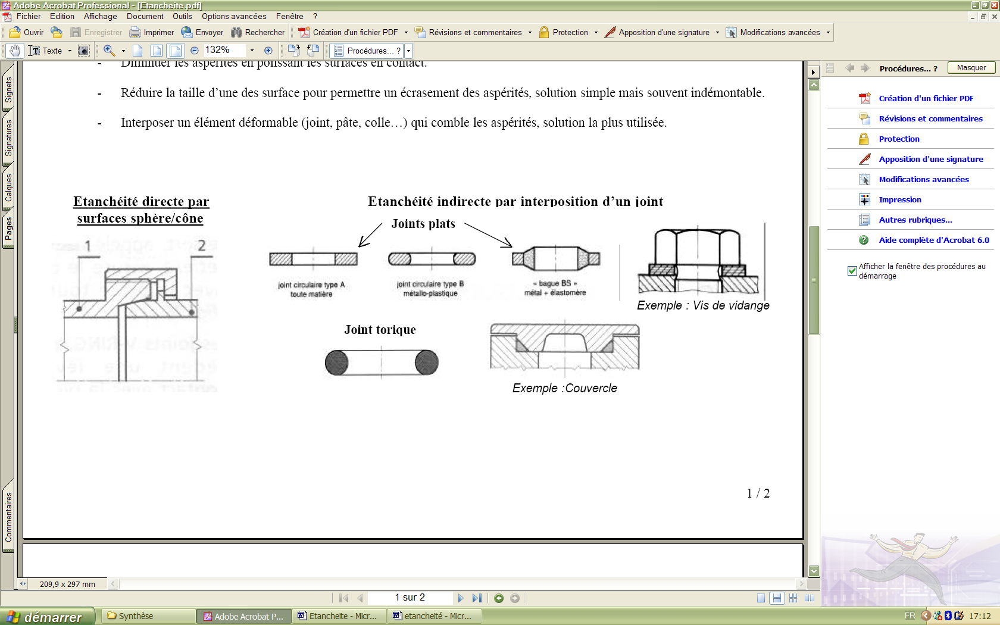 Adobe Acrobat Professional - [Etancheite.pdf]
Fichier Edition Affichage Document Outils Options avancées Fenêtre ?
Ouvrir Enregistrer Imprimer Envoyer Rechercher Création d'un fichier PDF Révisions et commentaires Protection Apposition d'une signature Modifications avancées
Texte 132% Procédures... ?
Signets
Signatures
Calques
Pages
Commentaires
- Diminuer les aspérités en polissant les surfaces en contact.
- Réduire la taille d’une des surface pour permettre un écrasement des aspérités, solution simple mais souvent indémontable.
- Interposer un élément déformable (joint, pâte, colle…) qui comble les aspérités, solution la plus utilisée.
Etanchéité directe par
surfaces sphère/cône
1 2
Etanchéité indirecte par interposition d’un joint
Joints plats
joint circulaire type A
toute matière
joint circulaire type B
métallo-plastique
« bague BS »
métal + élastomère
Exemple : Vis de vidange
Joint torique
Exemple :Couvercle
1 / 2
Procédures... ? Masquer
Création d'un fichier PDF
Révisions et commentaires
Protection
Apposition d'une signature
Modifications avancées
Impression
Autres rubriques...
Aide complète d'Acrobat 6.0
Afficher la fenêtre des procédures au
démarrage
209,9 x 297 mm
1 sur 2
démarrer Synthèse Adobe Acrobat P... Etancheite - Micr... etancheité - Micr... FR 17:12